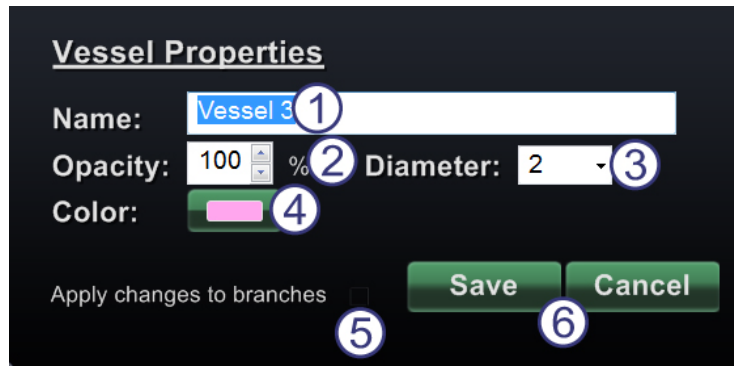 Vessel Properties
Name: Vessel 3 1
Opacity: 100 % 2 Diameter: 2 3
Color: 4
Apply changes to branches 5 Save Cancel 6